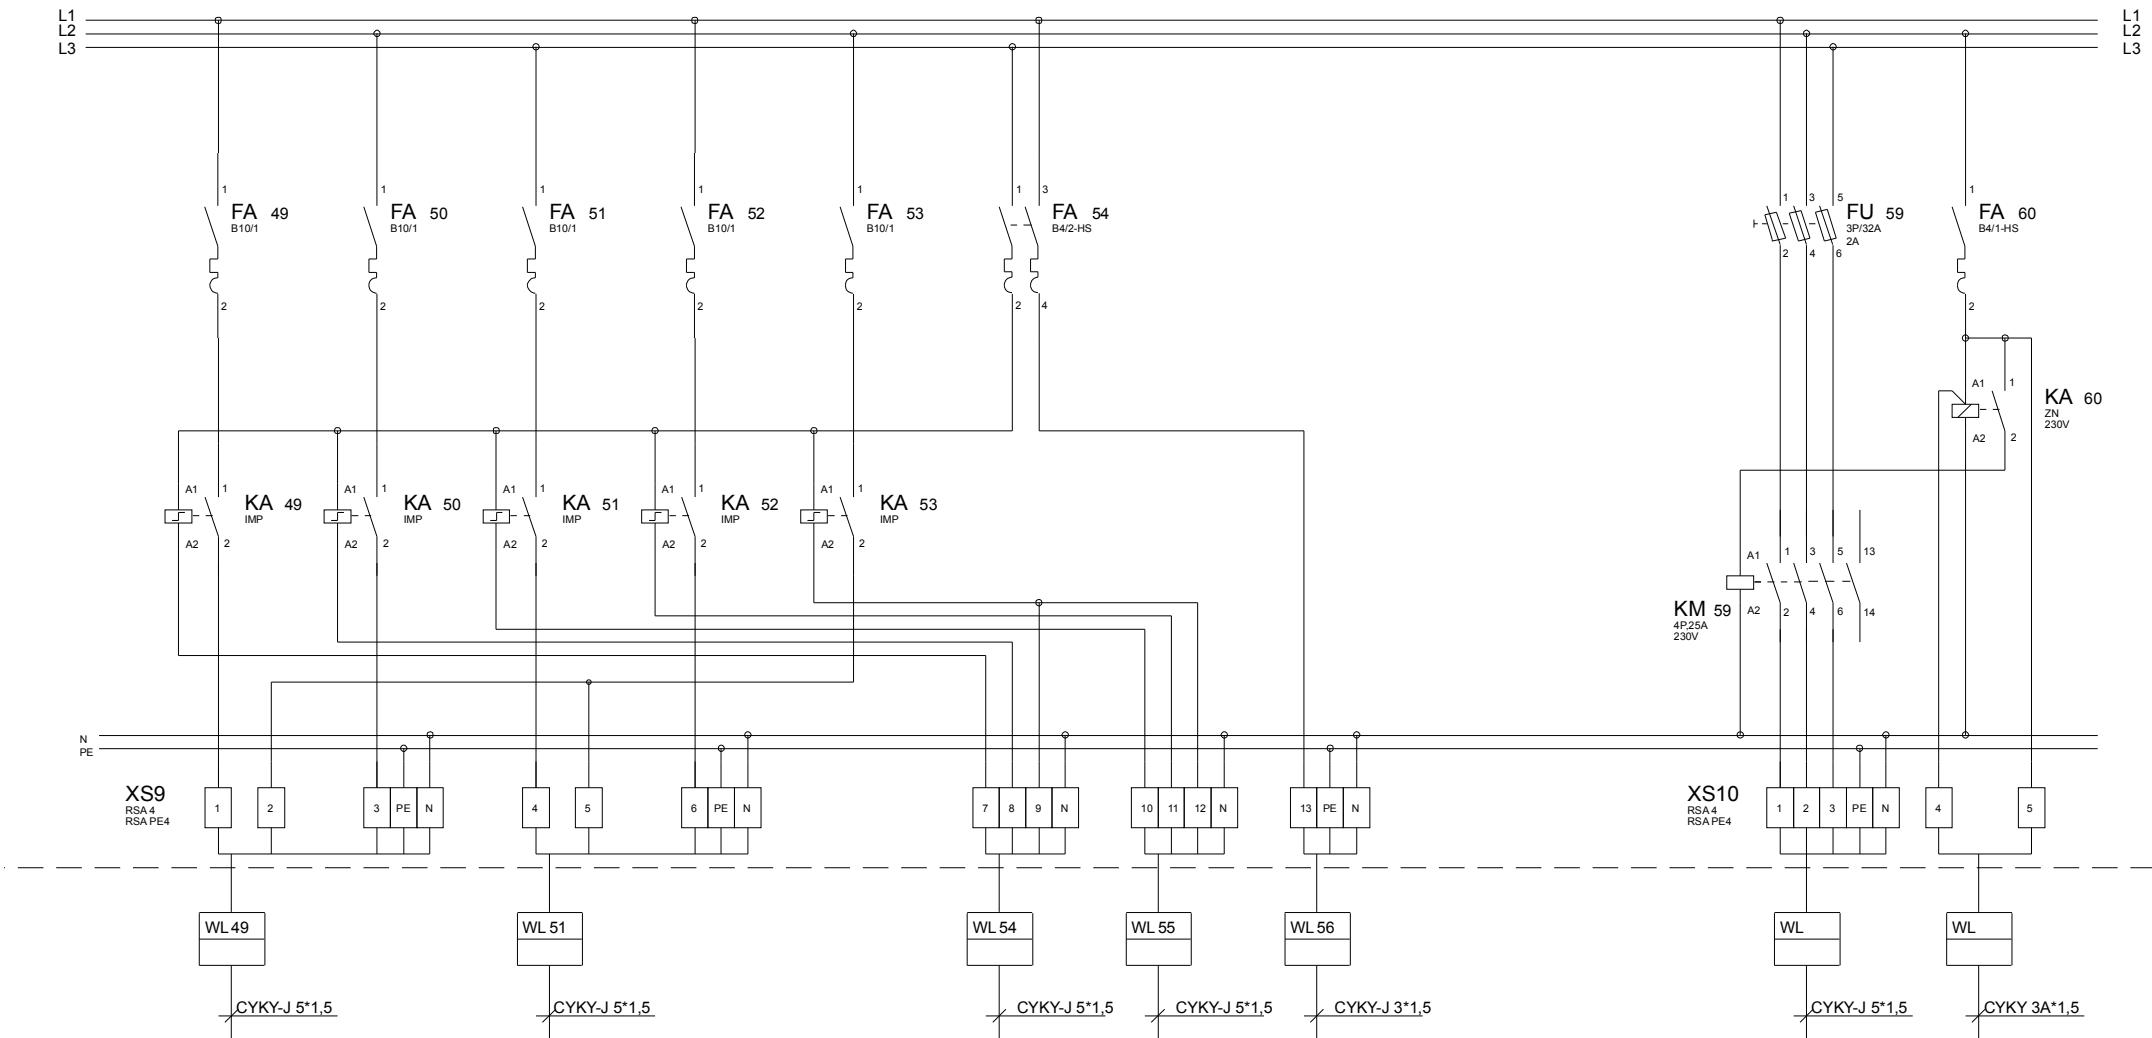 L1 L1
L2 L2
L3 L3
1 1 1 1 1 1 3 1 3 5 1
FA 49 FA 50 FA 51 FA 52 FA 53 FA 54 FU 59 FA 60
B10/1 B10/1 B10/1 B10/1 B10/1 B4/2-HS 3P/32A B4/1-HS
2A
2 4 6
2 2 2 2 2 2 4 2
A1 1
KA 60
ZN
230V
A2 2
A1 1 A1 1 A1 1 A1 1 A1 1
KA 49 KA 50 KA 51 KA 52 KA 53
IMP IMP IMP IMP IMP
A2 2 A2 2 A2 2 A2 2 A2 2
A1 1 3 5 13
KM 59 A2 2 4 6 14
4P,25A
230V
N
PE
XS9 XS10
RSA 4 RSA 4
RSA PE4 RSA PE4
1 2 3 PE N 4 5 6 PE N 7 8 9 N 10 11 12 N 13 PE N 1 2 3 PE N 4 5
WL 49 WL 51 WL 54 WL 55 WL 56 WL WL
CYKY-J 5*1,5 CYKY-J 5*1,5 CYKY-J 5*1,5 CYKY-J 5*1,5 CYKY-J 3*1,5 CYKY-J 5*1,5 CYKY 3A*1,5